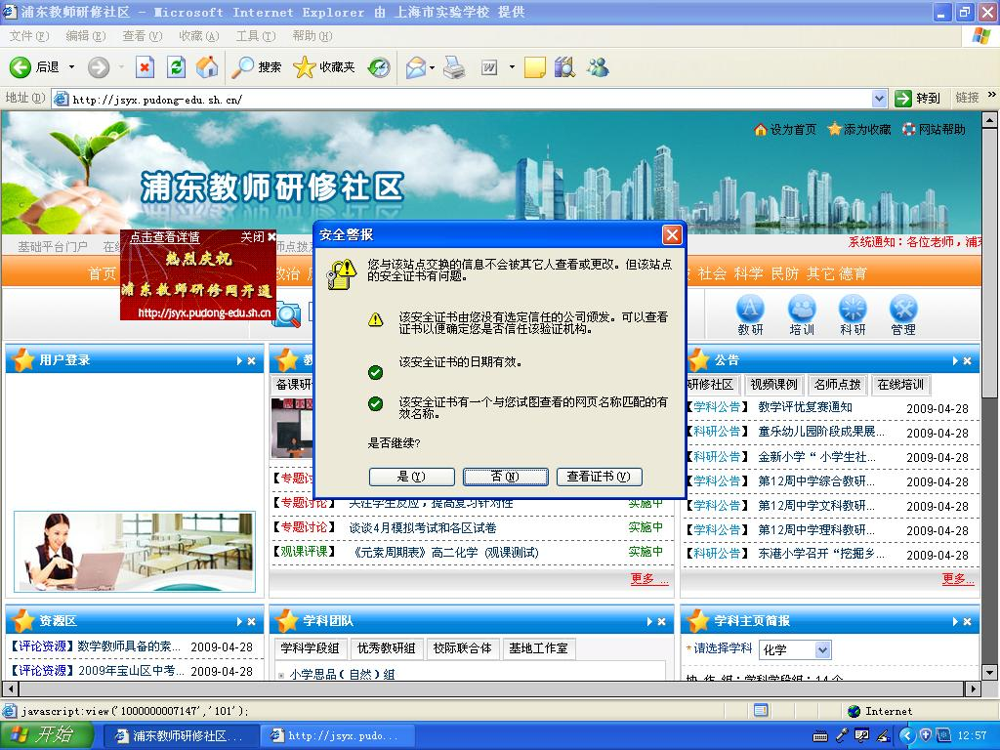 浦东教师研修社区 - Microsoft Internet Explorer 由 上海市实验学校 提供
文件(F) 编辑(E) 查看(V) 收藏(A) 工具(T) 帮助(H)
后退 搜索 收藏夹
地址(D) http://jsyx.pudong-edu.sh.cn/ 转到 链接 »
设为首页 添为收藏 网站帮助
浦东教师研修社区
基础平台门户 在线 师点拨 系统通知：各位老师，浦东
点击查看详情 关闭
热烈庆祝
浦东教师研修网开通
http://jsyx.pudong-edu.sh.cn
首页 政治 社会 科学 民防 其它 德育
教研 培训 科研 管理
安全警报
您与该站点交换的信息不会被其它人查看或更改。但该站点
的安全证书有问题。
该安全证书由您没有选定信任的公司颁发。可以查看
证书以便确定您是否信任该验证机构。
该安全证书的日期有效。
该安全证书有一个与您试图查看的网页名称匹配的有
效名称。
是否继续?
是(Y) 否(N) 查看证书(V)
用户登录
备课研
【专题讨
【专题讨论】 关注学生反应，提高复习针对性 实施中
【专题讨论】 谈谈4月模拟考试和各区试卷 实施中
【观课评课】 《元素周期表》高二化学（观课测试) 实施中
更多 ...
公告
研修社区 视频课例 名师点拨 在线培训
【学科公告】 教学评优复赛通知 2009-04-28
【科研公告】 童乐幼儿园阶段成果展... 2009-04-28
【科研公告】 金新小学“ 小学生社... 2009-04-28
【学科公告】 第12周中学综合教研... 2009-04-28
【学科公告】 第12周中学文科教研... 2009-04-28
【学科公告】 第12周中学理科教研... 2009-04-28
【科研公告】 东港小学召开“挖掘乡... 2009-04-28
更多...
资源区
【评论资源】数学教师具备的素... 2009-04-28
【评论资源】2009年宝山区中考... 2009-04-28
学科团队
学科学段组 优秀教研组 校际联合体 基地工作室
小学思品（自然）组
学科主页简报
*请选择学科 化学
协 作 组：学科学段组：14 个
javascript:view('1000000007147','101'); Internet
开始 浦东教师研修社区... http://jsyx.pudo... 12:57